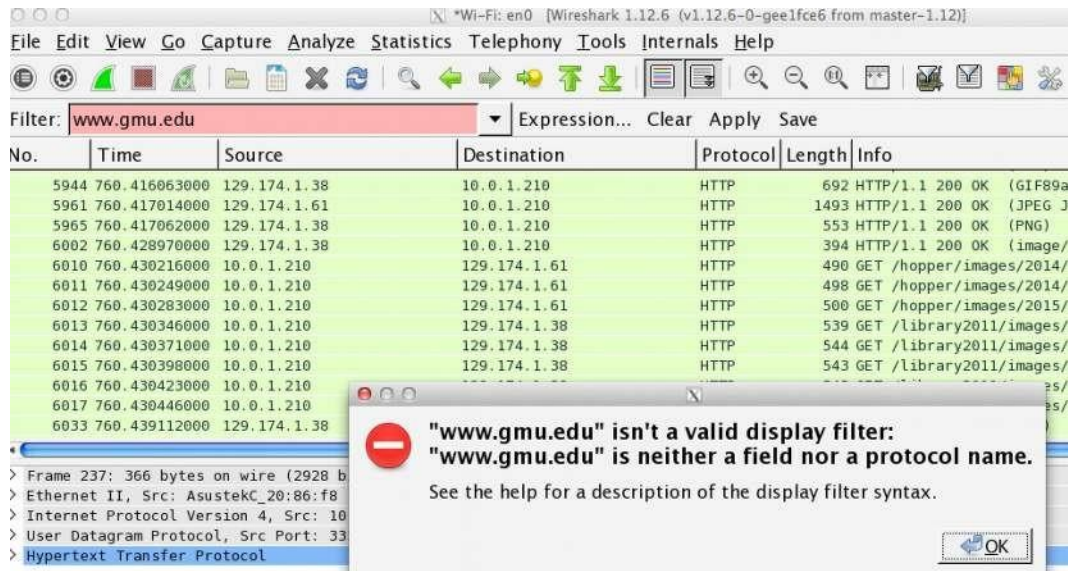 *Wi-Fi: en0 [Wireshark 1.12.6 (v1.12.6-0-gee1fce6 from master-1.12)]
File Edit View Go Capture Analyze Statistics Telephony Tools Internals Help
Filter: www.gmu.edu Expression... Clear Apply Save
No. Time Source Destination Protocol Length Info
5944 760.416063000 129.174.1.38 10.0.1.210 HTTP 692 HTTP/1.1 200 OK (GIF89a
5961 760.417014000 129.174.1.61 10.0.1.210 HTTP 1493 HTTP/1.1 200 OK (JPEG J
5965 760.417062000 129.174.1.38 10.0.1.210 HTTP 553 HTTP/1.1 200 OK (PNG)
6002 760.428970000 129.174.1.38 10.0.1.210 HTTP 394 HTTP/1.1 200 OK (image/
6010 760.430216000 10.0.1.210 129.174.1.61 HTTP 490 GET /hopper/images/2014/
6011 760.430249000 10.0.1.210 129.174.1.61 HTTP 498 GET /hopper/images/2014/
6012 760.430283000 10.0.1.210 129.174.1.61 HTTP 500 GET /hopper/images/2015/
6013 760.430346000 10.0.1.210 129.174.1.38 HTTP 539 GET /library2011/images/
6014 760.430371000 10.0.1.210 129.174.1.38 HTTP 544 GET /library2011/images/
6015 760.430398000 10.0.1.210 129.174.1.38 HTTP 543 GET /library2011/images/
6016 760.430423000 10.0.1.210
6017 760.430446000 10.0.1.210
6033 760.439112000 129.174.1.38
"www.gmu.edu" isn't a valid display filter:
"www.gmu.edu" is neither a field nor a protocol name.
See the help for a description of the display filter syntax.
OK
Frame 237: 366 bytes on wire (2928 b
Ethernet II, Src: AsustekC_20:86:f8
Internet Protocol Version 4, Src: 10
User Datagram Protocol, Src Port: 33
Hypertext Transfer Protocol